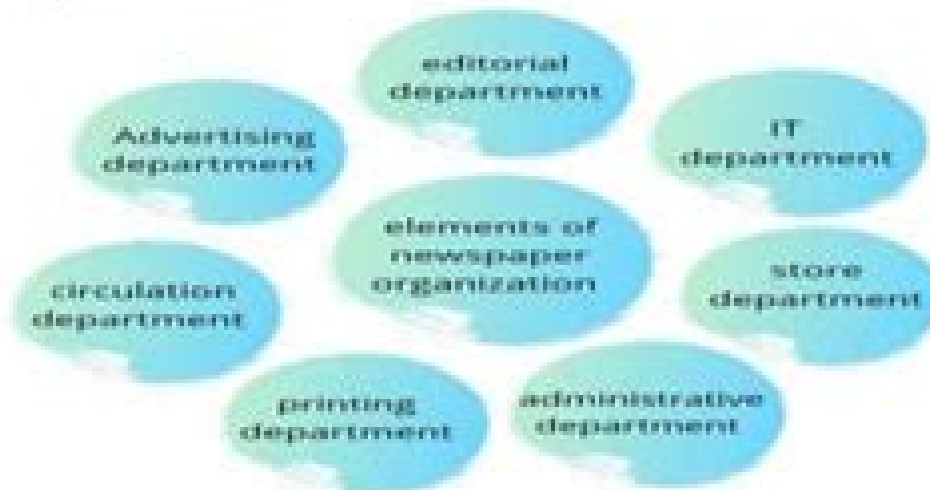 editorial
department
Advertising
department
IT
department
elements of
newspaper
organization
circulation
department
store
department
printing
department
administrative
department